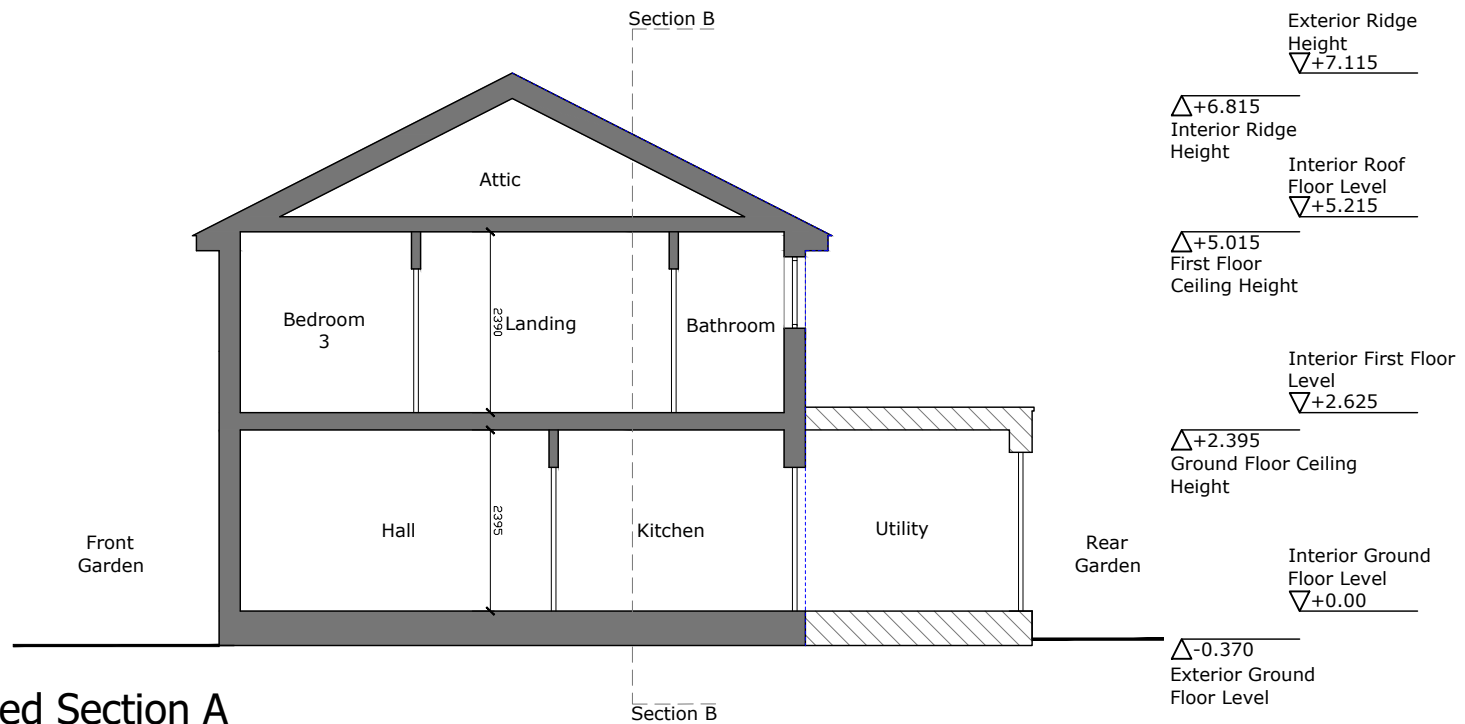 Section B
Exterior Ridge
Height
+7.115
+6.815
Interior Ridge
Height
Interior Roof
Floor Level
+5.215
+5.015
First Floor
Ceiling Height
Attic
Bedroom
3
2390
Landing
Bathroom
Interior First Floor
Level
+2.625
+2.395
Ground Floor Ceiling
Height
Front
Garden
Hall
2395
Kitchen
Utility
Rear
Garden
Interior Ground
Floor Level
+0.00
-0.370
Exterior Ground
Floor Level
ed Section A
Section B